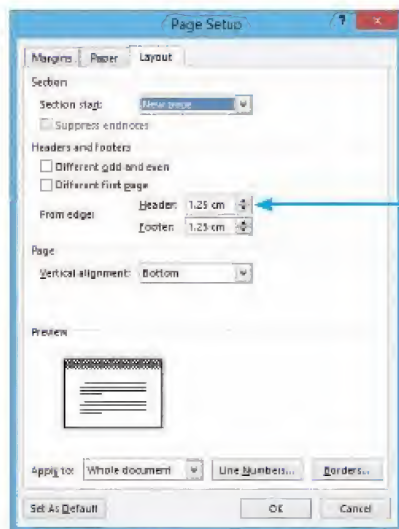 Page Setup ?
Margins Paper Layout
Section
Section start: New page
Suppress endnotes
Headers and footers
Different odd and even
Different first page
From edge:
Header: 1.25 cm
Footer: 1.25 cm
Page
Vertical alignment: Bottom
Preview
Apply to: Whole document Line Numbers... Borders...
Set As Default OK Cancel